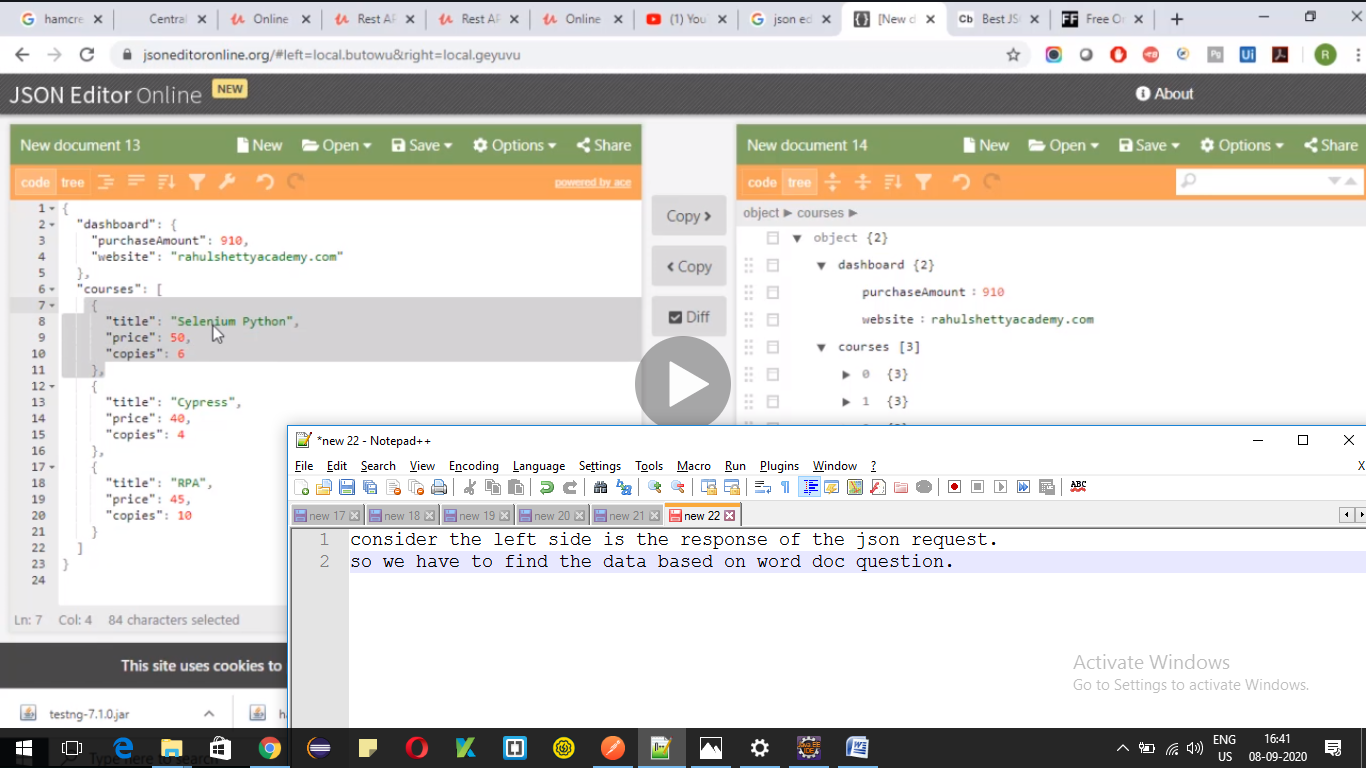 hamcre
Central
Online
Rest AP
Rest AP
Online
(1) You
json ed
[New d
Cb Best JS
FF Free O
jsoneditoronline.org/#left=local.butowu&right=local.geyuvu
R
JSON Editor Online NEW
About
New document 13 New Open Save Options Share
code tree powered by ace
1 {
2 "dashboard": {
3 "purchaseAmount": 910,
4 "website": "rahulshettyacademy.com"
5 },
6 "courses": [
7 {
8 "title": "Selenium Python",
9 "price": 50,
10 "copies": 6
11 },
12 {
13 "title": "Cypress",
14 "price": 40,
15 "copies": 4
16 },
17 {
18 "title": "RPA",
19 "price": 45,
20 "copies": 10
21 }
22 ]
23 }
24
Ln: 7 Col: 4 84 characters selected
Copy >
< Copy
Diff
New document 14 New Open Save Options Share
code tree
object ▶ courses ▶
object {2}
dashboard {2}
purchaseAmount : 910
website : rahulshettyacademy.com
courses [3]
0 {3}
1 {3}
This site uses cookies to
testng-7.1.0.jar
*new 22 - Notepad++
File Edit Search View Encoding Language Settings Tools Macro Run Plugins Window ? X
ABC
new 17 new 18 new 19 new 20 new 21 new 22
1 consider the left side is the response of the json request.
2 so we have to find the data based on word doc question.
Activate Windows
Go to Settings to activate Windows.
Type here to search
ENG
US
16:41
08-09-2020